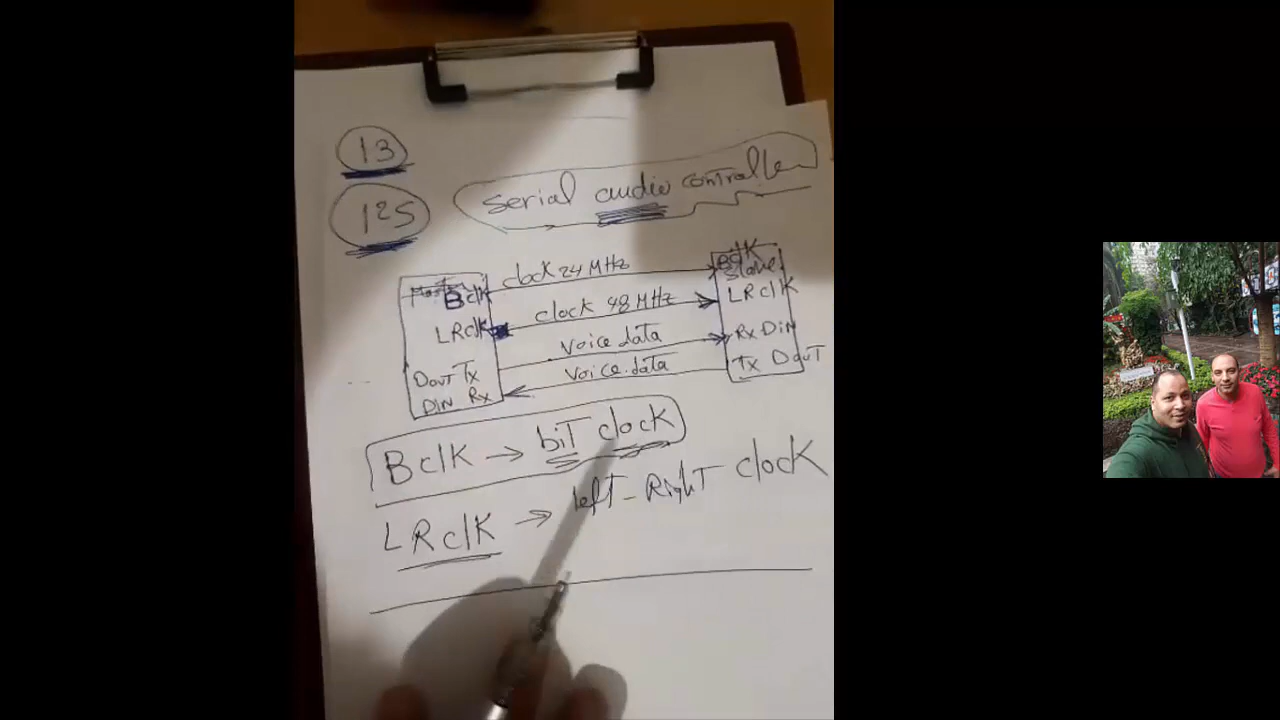 13
I2S
serial audio controller
Bclk
clock 24 MHz
Bclk
slave
LRclk
clock 48 MHz
LRclk
voice data
Rx DIN
DOUT Tx
voice data
Tx DOUT
DIN Rx
BclK → biT clock
LRclK → left - RighT clock